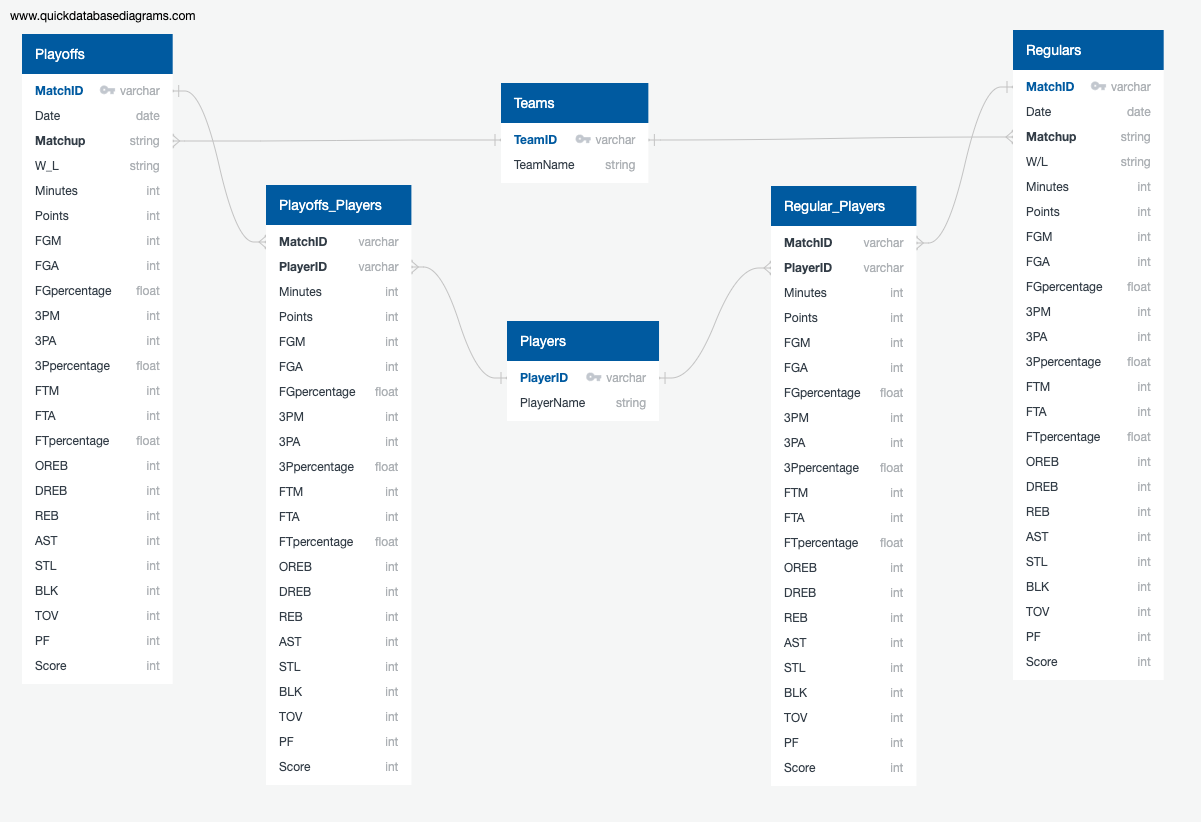 www.quickdatabasediagrams.com
Playoffs
MatchID varchar
Date date
Matchup string
W_L string
Minutes int
Points int
FGM int
FGA int
FGpercentage float
3PM int
3PA int
3Ppercentage float
FTM int
FTA int
FTpercentage float
OREB int
DREB int
REB int
AST int
STL int
BLK int
TOV int
PF int
Score int
Playoffs_Players
MatchID varchar
PlayerID varchar
Minutes int
Points int
FGM int
FGA int
FGpercentage float
3PM int
3PA int
3Ppercentage float
FTM int
FTA int
FTpercentage float
OREB int
DREB int
REB int
AST int
STL int
BLK int
TOV int
PF int
Score int
Teams
TeamID varchar
TeamName string
Players
PlayerID varchar
PlayerName string
Regular_Players
MatchID varchar
PlayerID varchar
Minutes int
Points int
FGM int
FGA int
FGpercentage float
3PM int
3PA int
3Ppercentage float
FTM int
FTA int
FTpercentage float
OREB int
DREB int
REB int
AST int
STL int
BLK int
TOV int
PF int
Score int
Regulars
MatchID varchar
Date date
Matchup string
W/L string
Minutes int
Points int
FGM int
FGA int
FGpercentage float
3PM int
3PA int
3Ppercentage float
FTM int
FTA int
FTpercentage float
OREB int
DREB int
REB int
AST int
STL int
BLK int
TOV int
PF int
Score int